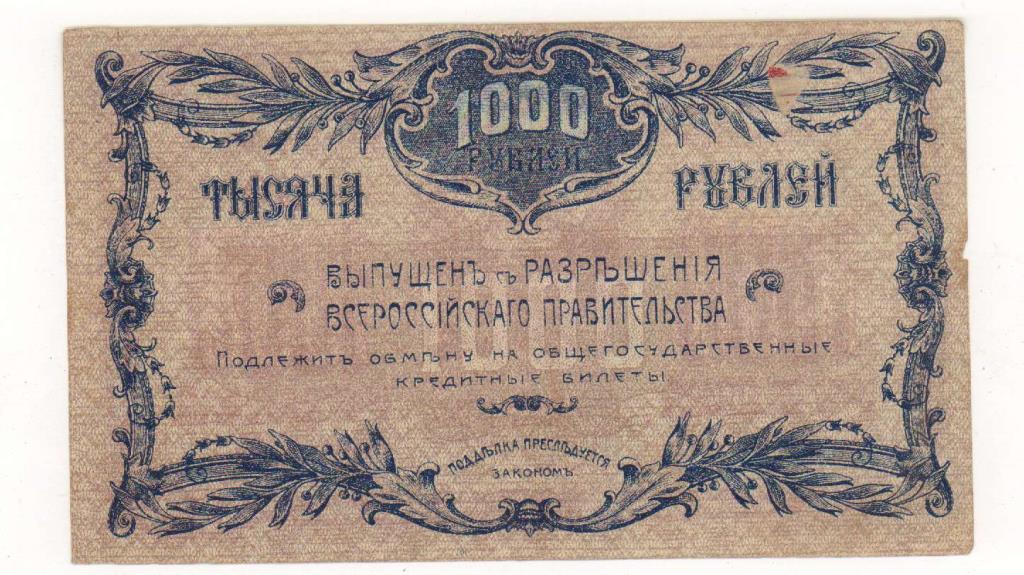 1000
РУБЛЕЙ
ТЫСЯЧА РУБЛЕЙ
ВЫПУЩЕНЪ съ РАЗРѢШЕНІЯ
ВСЕРОССІЙСКАГО ПРАВИТЕЛЬСТВА
ПОДЛЕЖИТЪ ОБМѢНУ НА ОБЩЕГОСУДАРСТВЕННЫЕ
КРЕДИТНЫЕ БИЛЕТЫ.
ПОДДѢЛКА ПРЕСЛѢДУЕТСЯ
ЗАКОНОМЪ